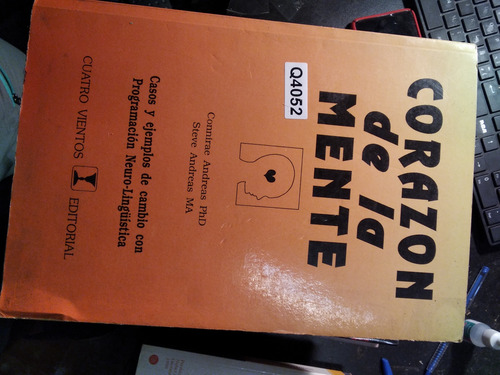 CORAZON
de la
MENTE
Q4052
Connirae Andreas PhD
Steve Andreas MA
Casos y ejemplos de cambio con
Programación Neuro-Lingüística
CUATRO VIENTOS EDITORIAL